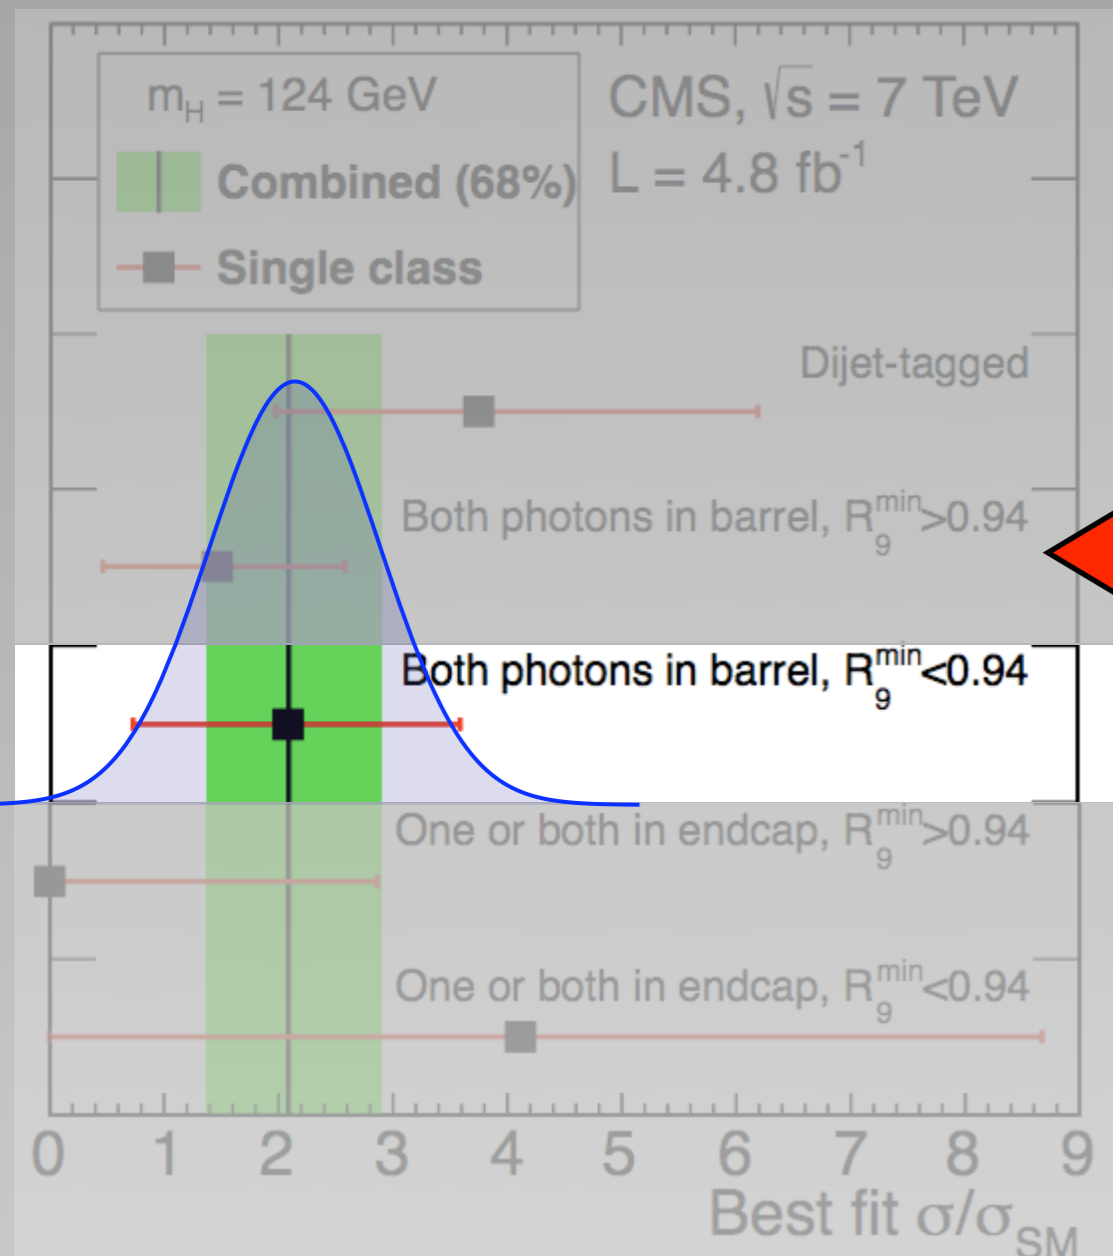 m_H = 124 GeV
Combined (68%)
Single class
CMS, √s = 7 TeV
L = 4.8 fb^-1
Dijet-tagged
Both photons in barrel, R_9^min>0.94
Both photons in barrel, R_9^min<0.94
One or both in endcap, R_9^min>0.94
One or both in endcap, R_9^min<0.94
0 1 2 3 4 5 6 7 8 9
Best fit σ/σ_SM